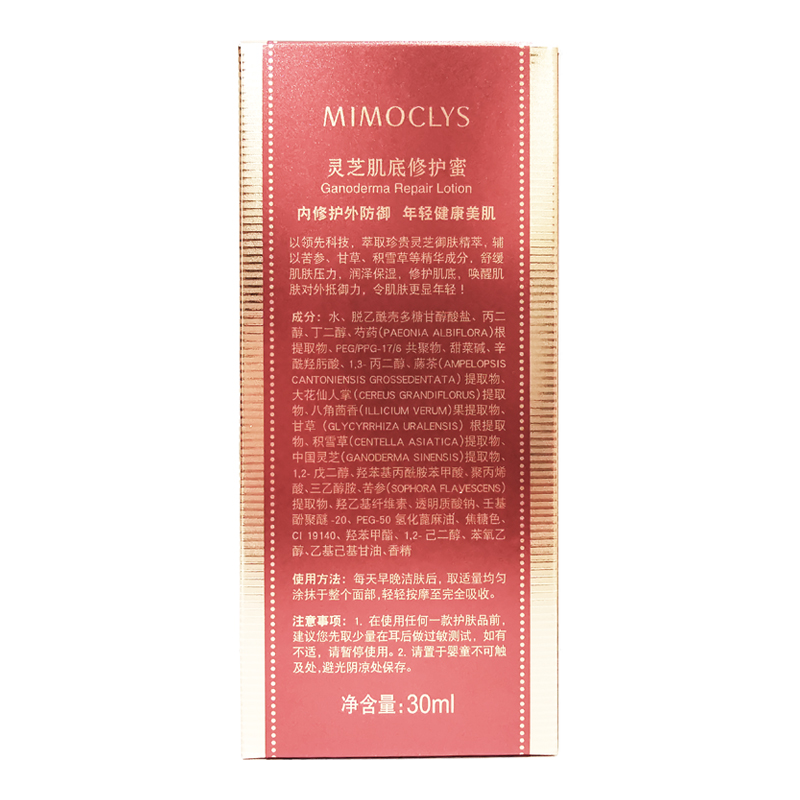 MIMOCLYS
灵芝肌底修护蜜
Ganoderma Repair Lotion
内修护外防御 年轻健康美肌
以领先科技，萃取珍贵灵芝御肤精萃，辅
以苦参、甘草、积雪草等精华成分，舒缓
肌肤压力，润泽保湿，修护肌底，唤醒肌
肤对外抵御力，令肌肤更显年轻！
成分：水、脱乙酰壳多糖甘醇酸盐、丙二
醇、丁二醇、芍药(PAEONIA ALBIFLORA)根
提取物、PEG/PPG-17/6 共聚物、甜菜碱、辛
酰羟肟酸、1,3- 丙二醇、藤茶(AMPELOPSIS
CANTONIENSIS GROSSEDENTATA)提取物、
大花仙人掌(CEREUS GRANDIFLORUS)提取
物、八角茴香(ILLICIUM VERUM)果提取物、
甘草 (GLYCYRRHIZA URALENSIS) 根提取
物、积雪草(CENTELLA ASIATICA)提取物、
中国灵芝(GANODERMA SINENSIS)提取物、
1,2- 戊二醇、羟苯基丙酰胺苯甲酸、聚丙烯
酸、三乙醇胺、苦参(SOPHORA FLAVESCENS)
提取物、羟乙基纤维素、透明质酸钠、壬基
酚聚醚 -20、PEG-50 氢化蓖麻油、焦糖色、
CI 19140、羟苯甲酯、1,2- 己二醇、苯氧乙
醇、乙基己基甘油、香精
使用方法：每天早晚洁肤后，取适量均匀
涂抹于整个面部，轻轻按摩至完全吸收。
注意事项：1. 在使用任何一款护肤品前，
建议您先取少量在耳后做过敏测试，如有
不适，请暂停使用。2. 请置于婴童不可触
及处，避光阴凉处保存。
净含量：30ml